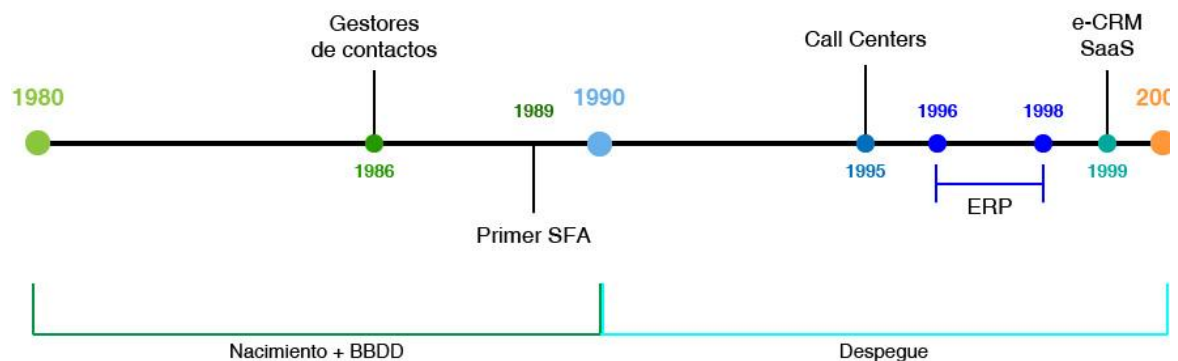 Gestores
de contactos
Call Centers
e-CRM
SaaS
1980
1989
1990
1996
1998
200
1986
1995
1999
Primer SFA
ERP
Nacimiento + BBDD
Despegue